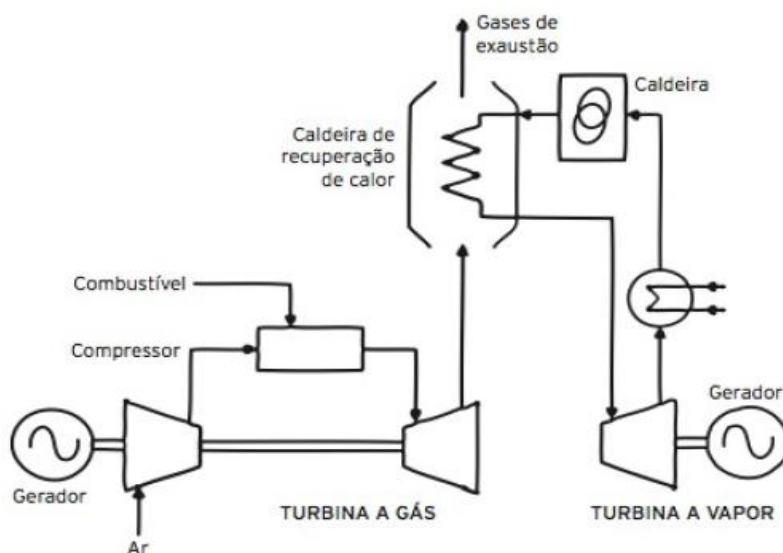 Gases de
exaustão
Caldeira
Caldeira de
recuperação
de calor
Combustível
Compressor
Gerador
Gerador
TURBINA A GÁS
TURBINA A VAPOR
Ar